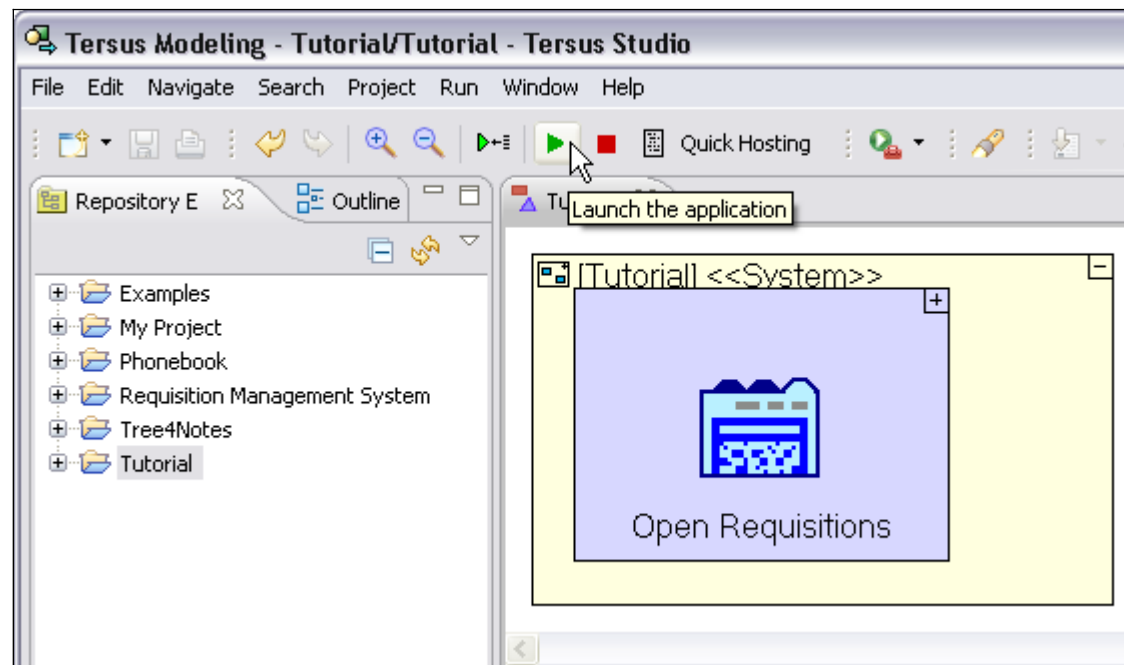 Tersus Modeling - Tutorial/Tutorial - Tersus Studio
File Edit Navigate Search Project Run Window Help
Quick Hosting
Repository E
Outline
Tu
Launch the application
Examples
My Project
Phonebook
Requisition Management System
Tree4Notes
Tutorial
[Tutorial] <<System>>
Open Requisitions